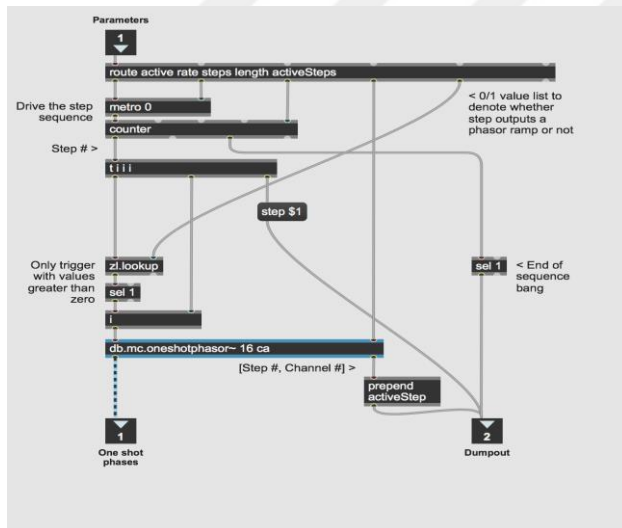 Parameters
1
route active rate steps length activeSteps
Drive the step
sequence
metro 0
< 0/1 value list to
denote whether
step outputs a
phasor ramp or not
counter
Step # >
t i i i
step $1
Only trigger
with values
greater than
zero
zl.lookup
sel 1
sel 1
< End of
sequence
bang
i
db.mc.oneshotphasor~ 16 ca
[Step #, Channel #] >
prepend
activeStep
1
2
One shot
phases
Dumpout